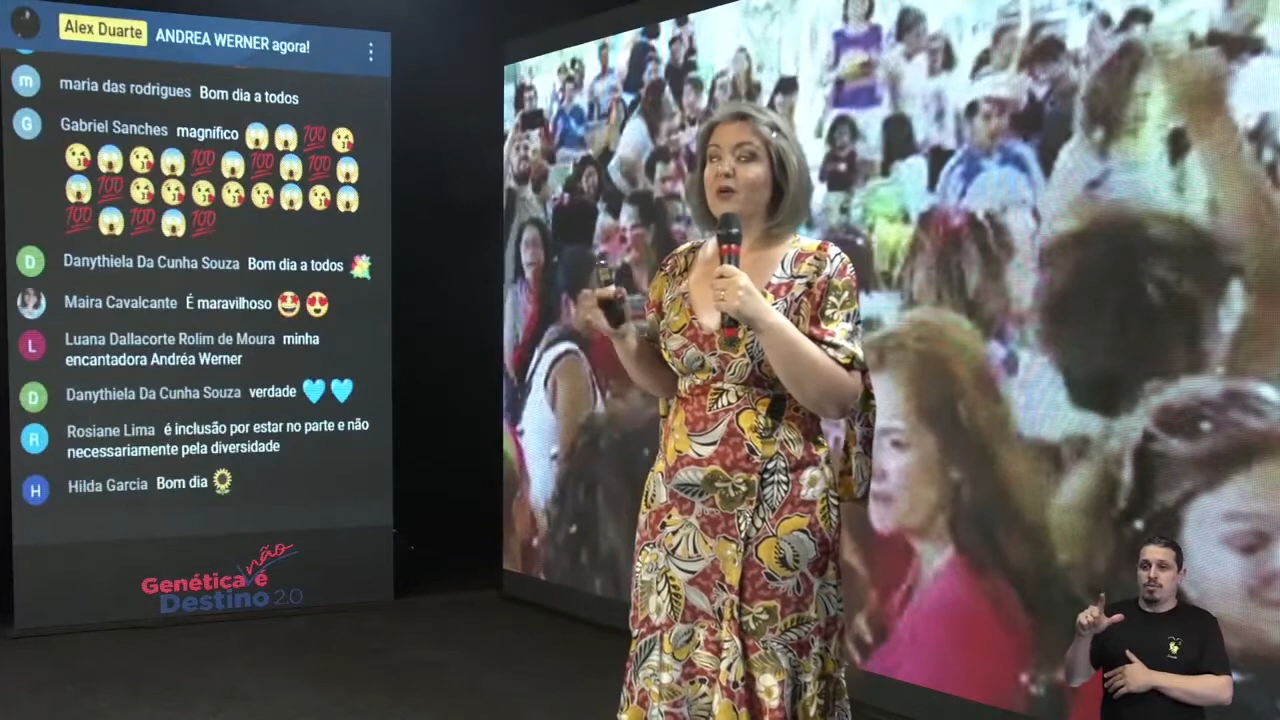 Alex Duarte ANDREA WERNER agora!
m maria das rodrigues Bom dia a todos
G Gabriel Sanches magnífico 😱😱💯😘
😘😱😘😱💯😱💯😱💯😱
😱💯😘😘😘😘😘😱😘😱
💯😱💯😱💯
D Danythiela Da Cunha Souza Bom dia a todos 💐
Maira Cavalcante É maravilhoso 🤩😍
L Luana Dallacorte Rolim de Moura minha
encantadora Andréa Werner
D Danythiela Da Cunha Souza verdade 🩵🩵
R Rosiane Lima é inclusão por estar no parte e não
necessariamente pela diversidade
H Hilda Garcia Bom dia 🌻
não
Genética é
Destino 2.0